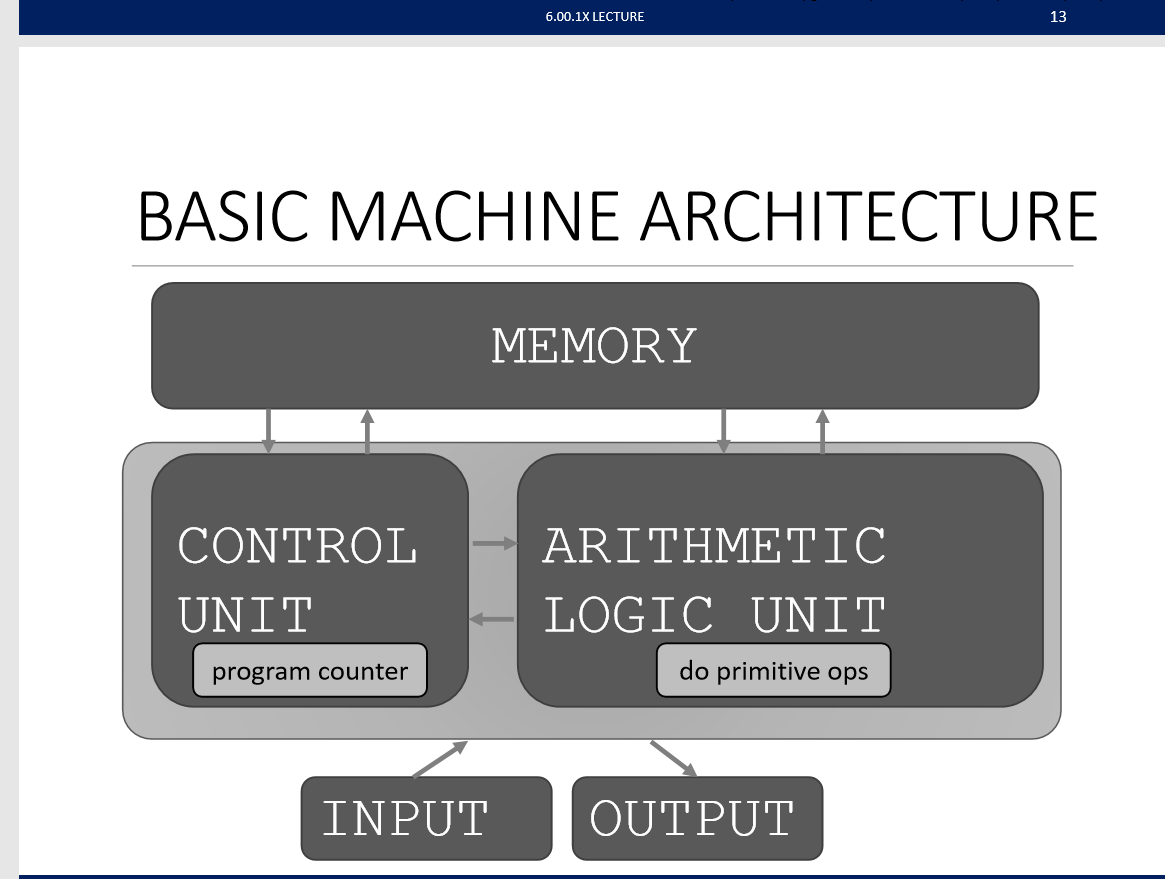 6.00.1X LECTURE 13
BASIC MACHINE ARCHITECTURE
MEMORY
CONTROL
UNIT
program counter
ARITHMETIC
LOGIC UNIT
do primitive ops
INPUT
OUTPUT